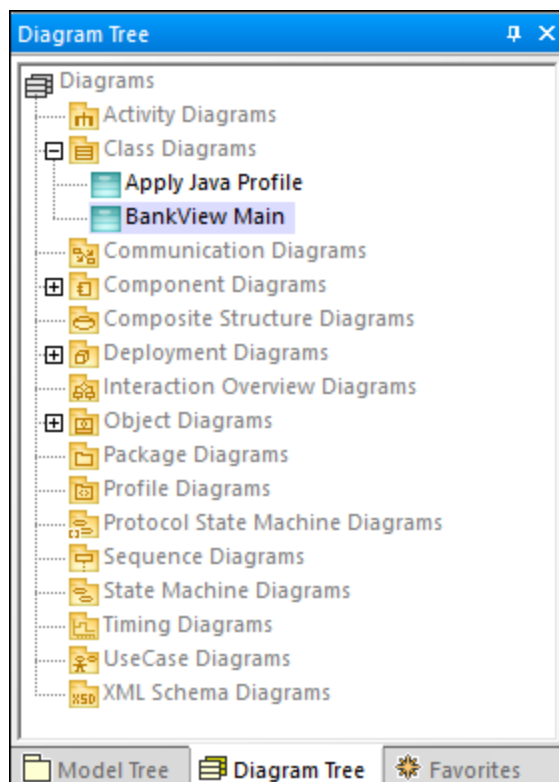 Diagram Tree
Diagrams
Activity Diagrams
Class Diagrams
Apply Java Profile
BankView Main
Communication Diagrams
Component Diagrams
Composite Structure Diagrams
Deployment Diagrams
Interaction Overview Diagrams
Object Diagrams
Package Diagrams
Profile Diagrams
Protocol State Machine Diagrams
Sequence Diagrams
State Machine Diagrams
Timing Diagrams
UseCase Diagrams
XSD XML Schema Diagrams
Model Tree Diagram Tree Favorites